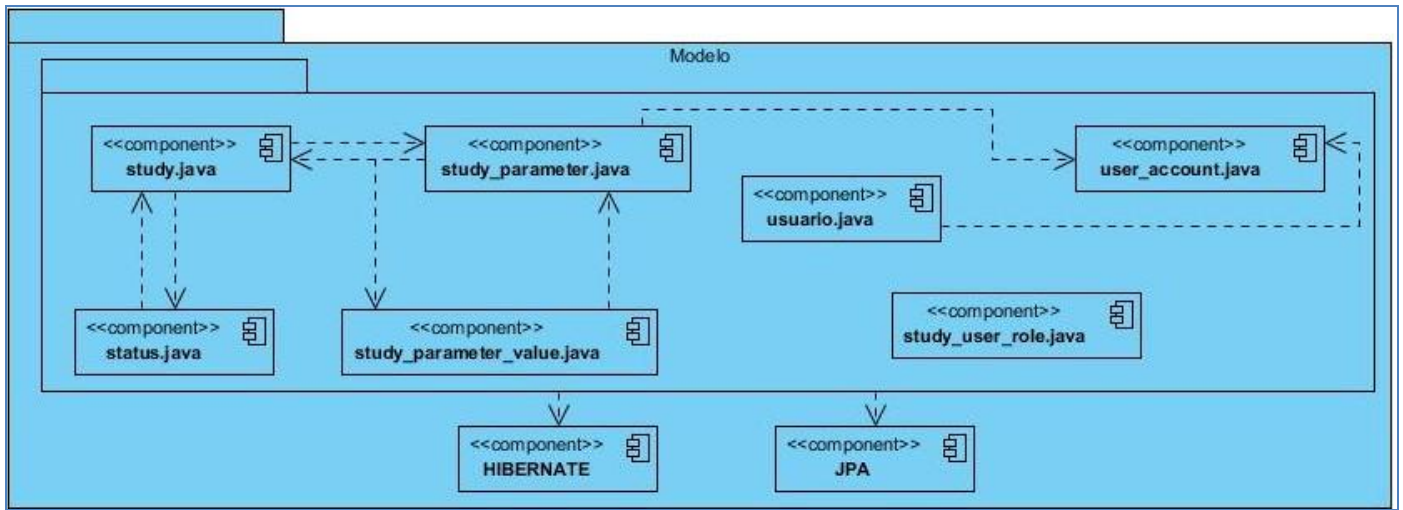 Modelo
<<component>>
study.java
<<component>>
study_parameter.java
<<component>>
user_account.java
<<component>>
usuario.java
<<component>>
status.java
<<component>>
study_parameter_value.java
<<component>>
study_user_role.java
<<component>>
HIBERNATE
<<component>>
JPA